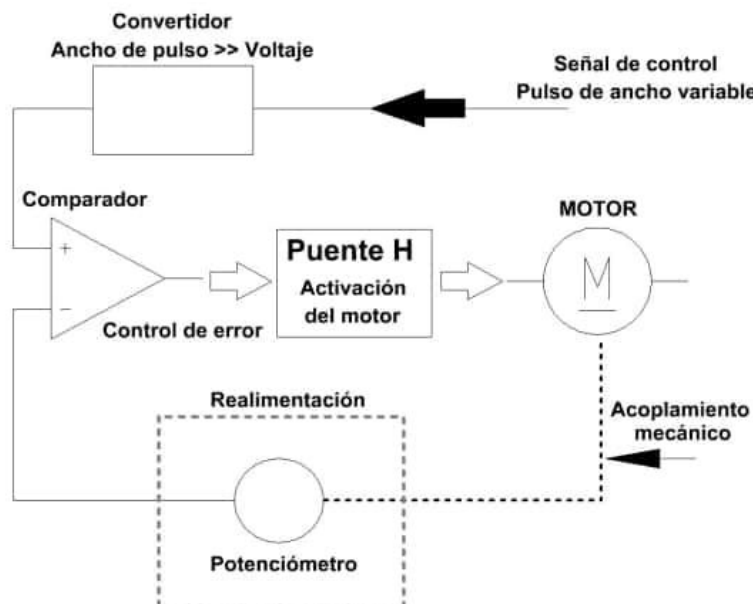 Convertidor
Ancho de pulso >> Voltaje
Señal de control
Pulso de ancho variable
Comparador
+
−
Control de error
Puente H
Activación
del motor
MOTOR
M
Realimentación
Potenciómetro
Acoplamiento
mecánico